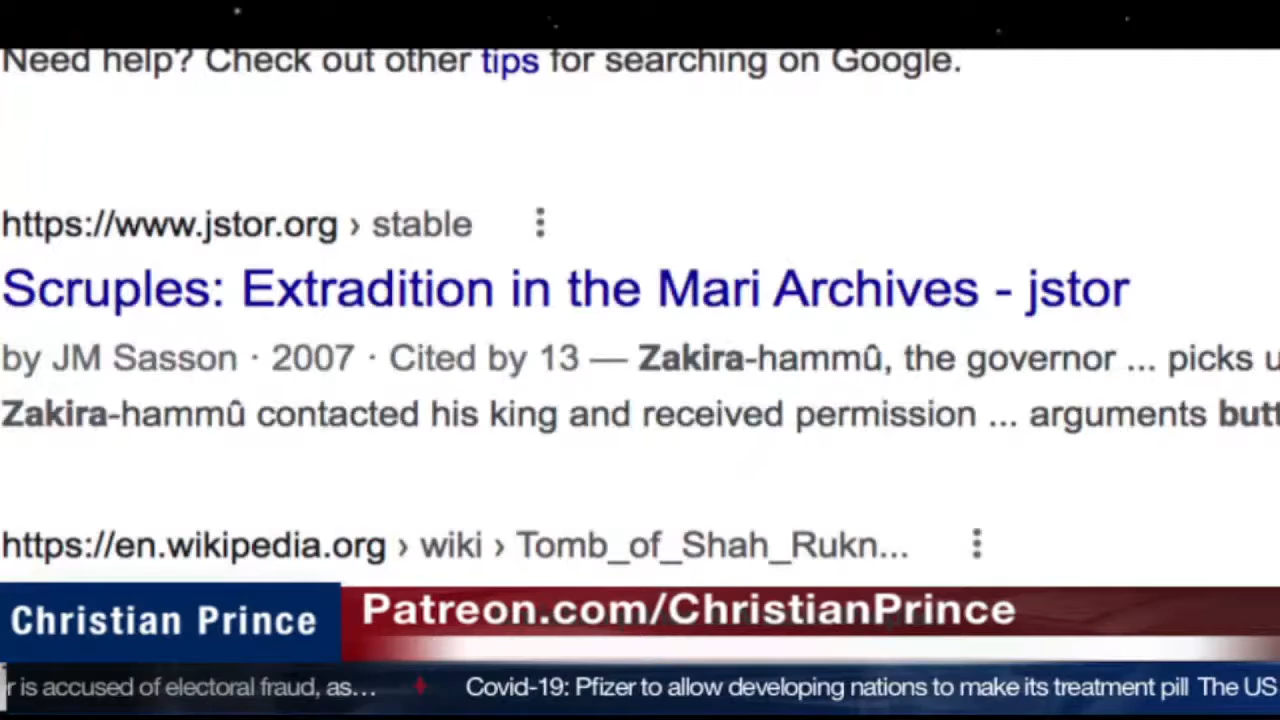 Need help? Check out other tips for searching on Google.
https://www.jstor.org › stable
Scruples: Extradition in the Mari Archives - jstor
by JM Sasson · 2007 · Cited by 13 — Zakira-hammû, the governor ... picks
Zakira-hammû contacted his king and received permission ... arguments
https://en.wikipedia.org › wiki › Tomb_of_Shah_Rukn...
Christian Prince
Patreon.com/ChristianPrince
is accused of electoral fraud, as... Covid-19: Pfizer to allow developing nations to make its treatment pill The US